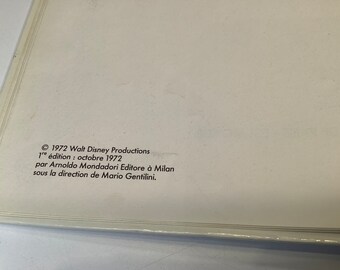 © 1972 Walt Disney Productions
1re édition : octobre 1972
par Arnoldo Mondadori Editore à Milan
sous la direction de Mario Gentilini.